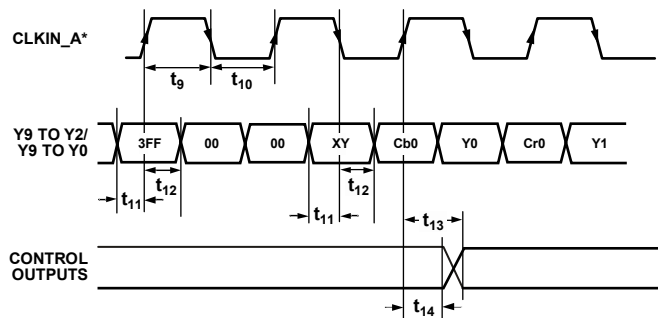 CLKIN_A*
t9
t10
Y9 TO Y2/
Y9 TO Y0
3FF
00
00
XY
Cb0
Y0
Cr0
Y1
t11
t12
t11
t12
t13
CONTROL
OUTPUTS
t14